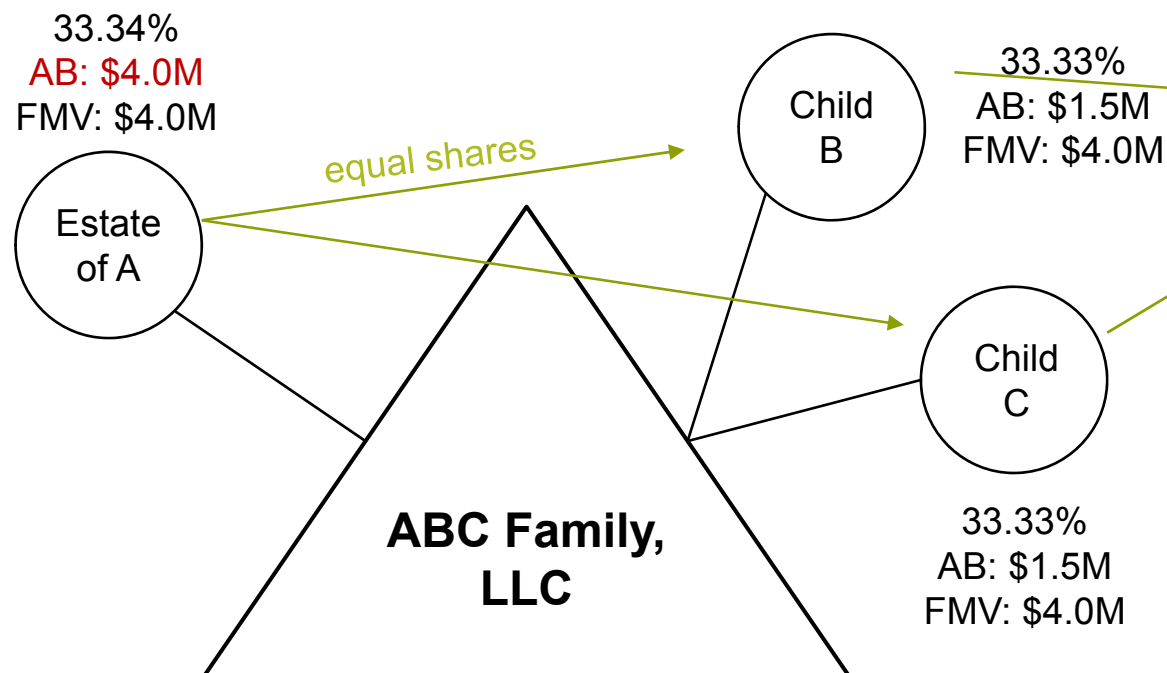 33.34%
AB: $4.0M
FMV: $4.0M
Estate
of A
equal shares
Child
B
33.33%
AB: $1.5M
FMV: $4.0M
Child
C
33.33%
AB: $1.5M
FMV: $4.0M
ABC Family,
LLC